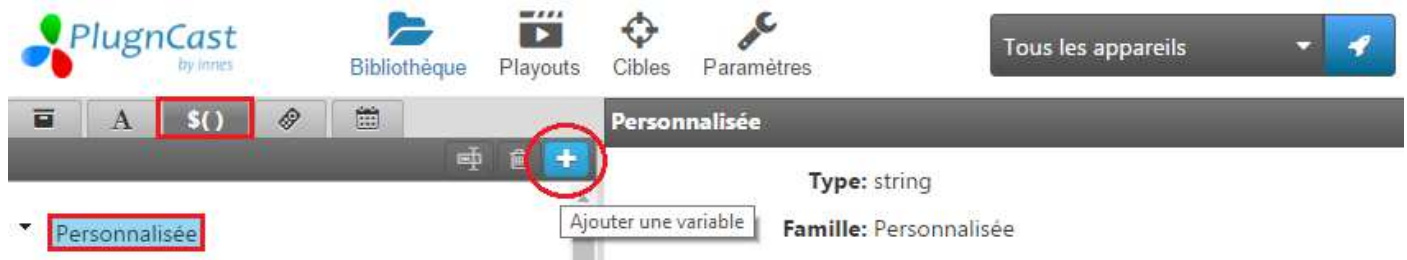 PlugnCast
by innes
Bibliothèque Playouts Cibles Paramètres
Tous les appareils
A $()
Personnalisée
Type: string
Personnalisée
Ajouter une variable
Famille: Personnalisée